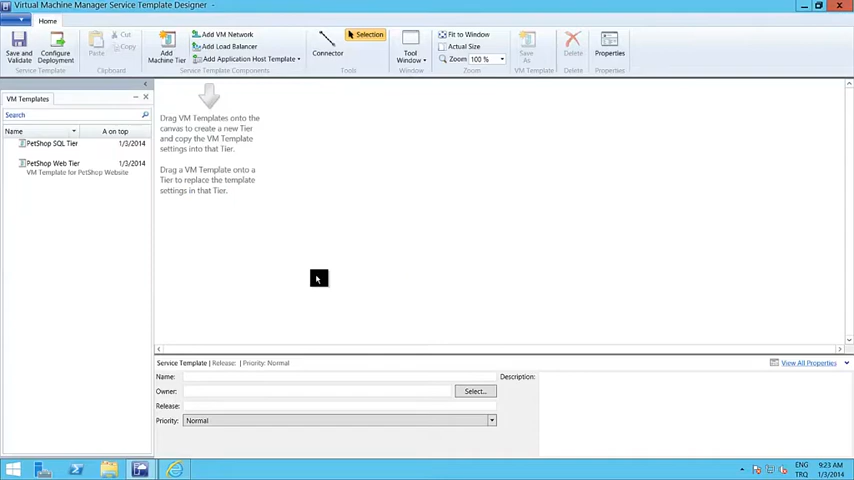 Virtual Machine Manager Service Template Designer -
Home
Save and Validate
Configure Deployment
Service Template
Paste
Cut
Copy
Clipboard
Add Machine Tier
Add VM Network
Add Load Balancer
Add Application Host Template
Service Template Components
Connector
Selection
Tools
Tool Window
Window
Fit to Window
Actual Size
Zoom 100 %
Zoom
Save As
VM Template
Delete
Delete
Properties
Properties
VM Templates
Search
Name A on top
PetShop SQL Tier 1/3/2014
PetShop Web Tier 1/3/2014
VM Template for PetShop Website
Drag VM Templates onto the
canvas to create a new Tier
and copy the VM Template
settings into that Tier.
Drag a VM Template onto a
Tier to replace the template
settings in that Tier.
Service Template | Release: | Priority: Normal
View All Properties
Name:
Description:
Owner:
Select...
Release:
Priority: Normal
ENG 9:23 AM
TRQ 1/3/2014